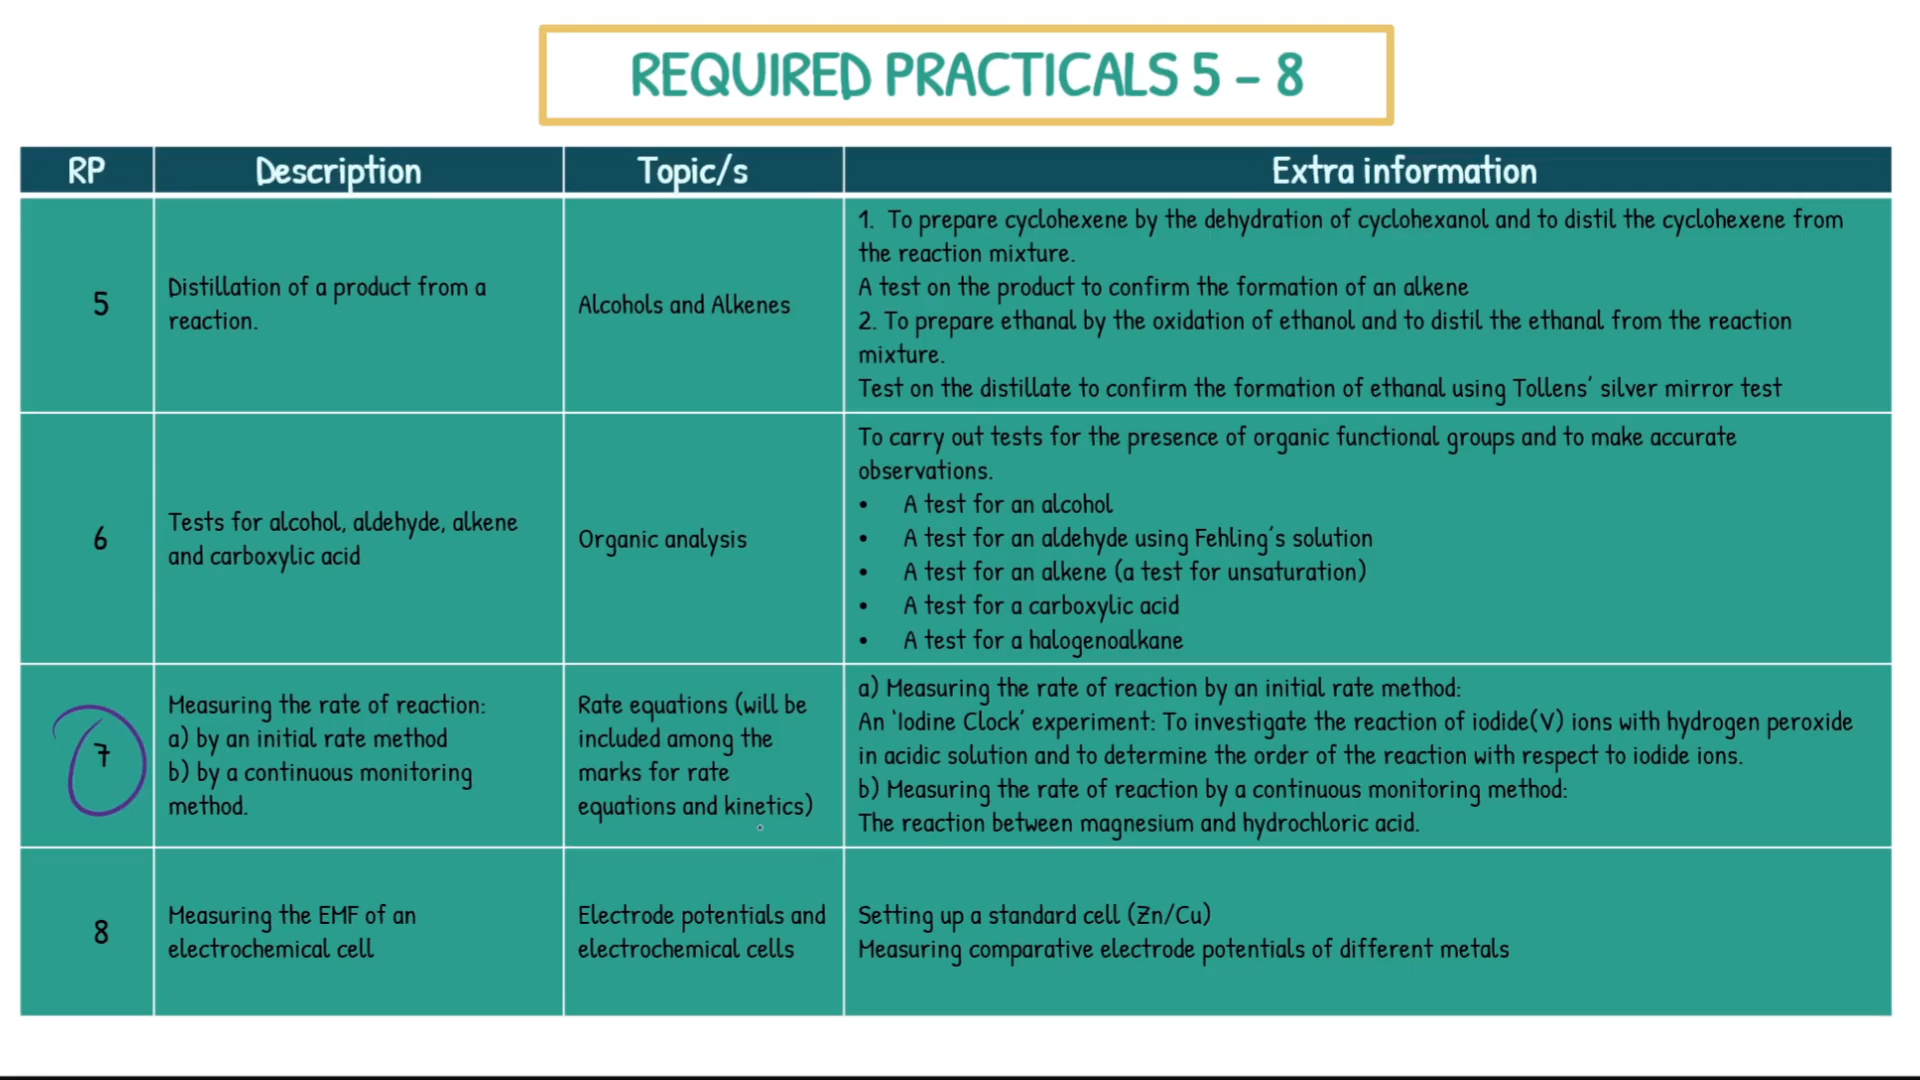 REQUIRED PRACTICALS 5 – 8
RP
Description
Topic/s
Extra information
5
Distillation of a product from a
reaction.
Alcohols and Alkenes
1. To prepare cyclohexene by the dehydration of cyclohexanol and to distil the cyclohexene from
the reaction mixture.
A test on the product to confirm the formation of an alkene
2. To prepare ethanal by the oxidation of ethanol and to distil the ethanal from the reaction
mixture.
Test on the distillate to confirm the formation of ethanal using Tollens’ silver mirror test
6
Tests for alcohol, aldehyde, alkene
and carboxylic acid
Organic analysis
To carry out tests for the presence of organic functional groups and to make accurate
observations.
• A test for an alcohol
• A test for an aldehyde using Fehling’s solution
• A test for an alkene (a test for unsaturation)
• A test for a carboxylic acid
• A test for a halogenoalkane
7
Measuring the rate of reaction:
a) by an initial rate method
b) by a continuous monitoring
method.
Rate equations (will be
included among the
marks for rate
equations and kinetics)
a) Measuring the rate of reaction by an initial rate method:
An ‘Iodine Clock’ experiment: To investigate the reaction of iodide(V) ions with hydrogen peroxide
in acidic solution and to determine the order of the reaction with respect to iodide ions.
b) Measuring the rate of reaction by a continuous monitoring method:
The reaction between magnesium and hydrochloric acid.
8
Measuring the EMF of an
electrochemical cell
Electrode potentials and
electrochemical cells
Setting up a standard cell (Zn/Cu)
Measuring comparative electrode potentials of different metals